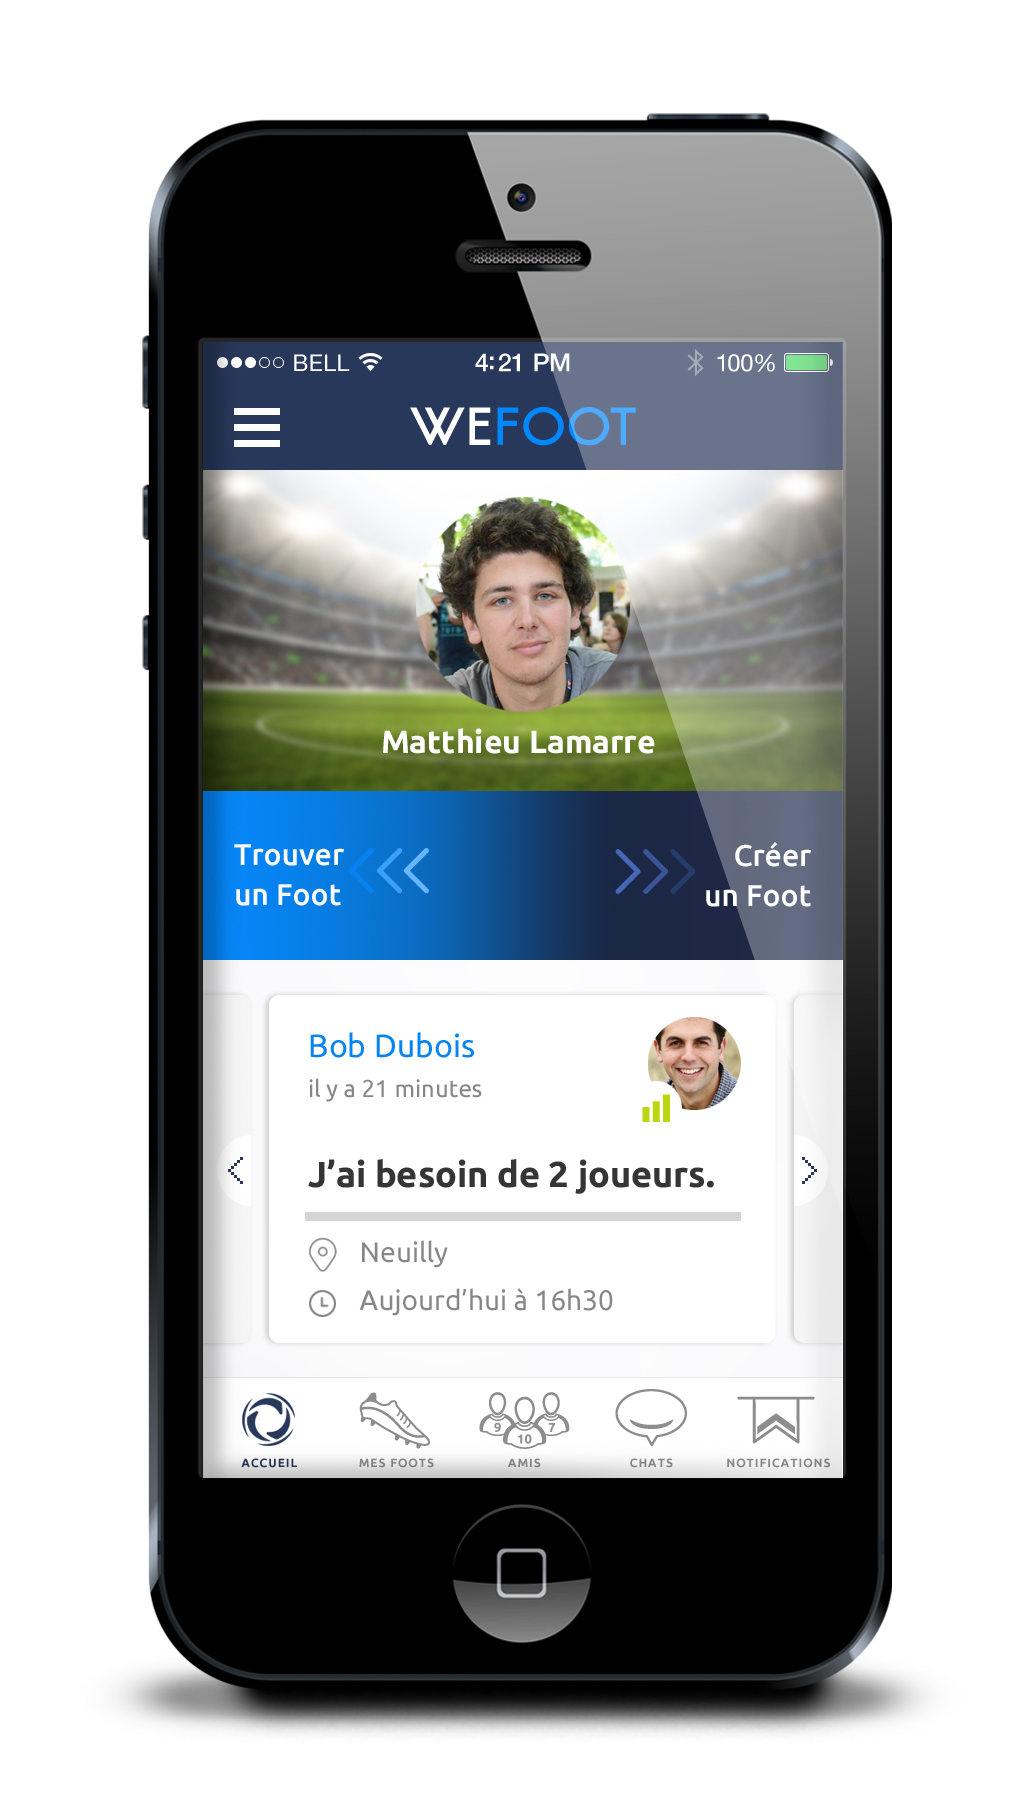 BELL 4:21 PM 100%
WEFOOT
Matthieu Lamarre
Trouver
un Foot
Créer
un Foot
Bob Dubois
il y a 21 minutes
J’ai besoin de 2 joueurs.
Neuilly
Aujourd’hui à 16h30
9 10 7
ACCUEIL MES FOOTS AMIS CHATS NOTIFICATIONS